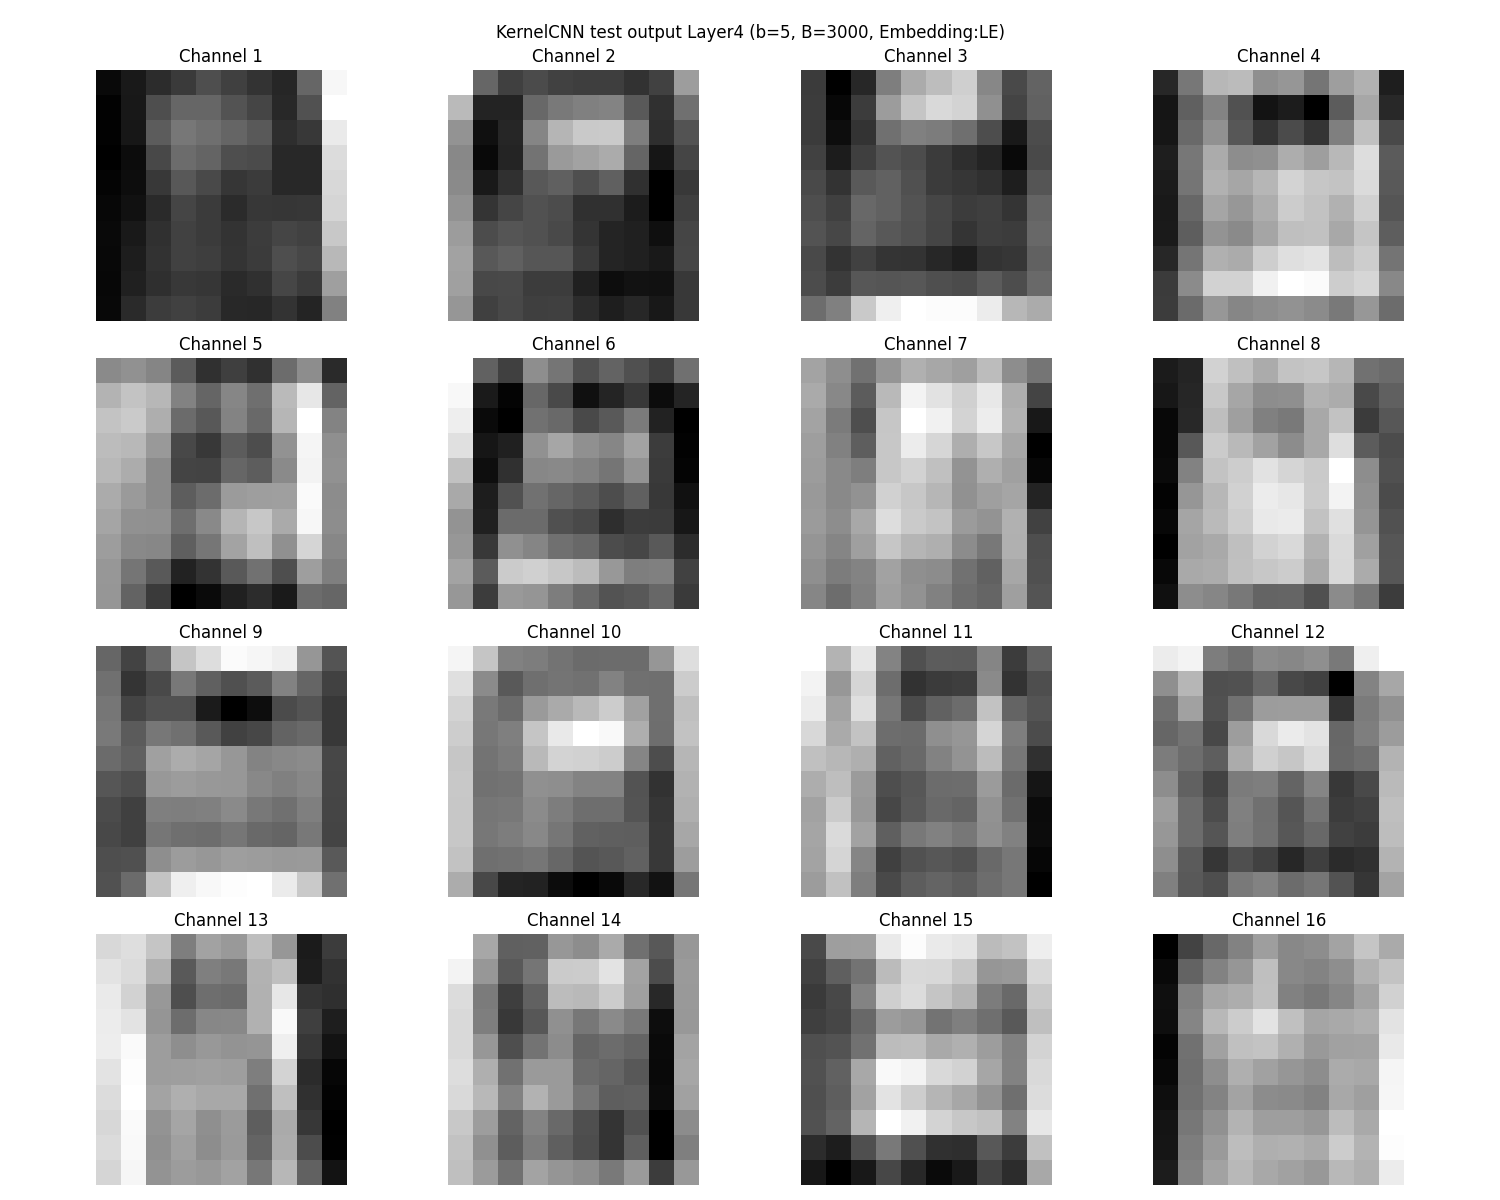 KernelCNN test output Layer4 (b=5, B=3000, Embedding:LE)
Channel 1
Channel 2
Channel 3
Channel 4
Channel 5
Channel 6
Channel 7
Channel 8
Channel 9
Channel 10
Channel 11
Channel 12
Channel 13
Channel 14
Channel 15
Channel 16